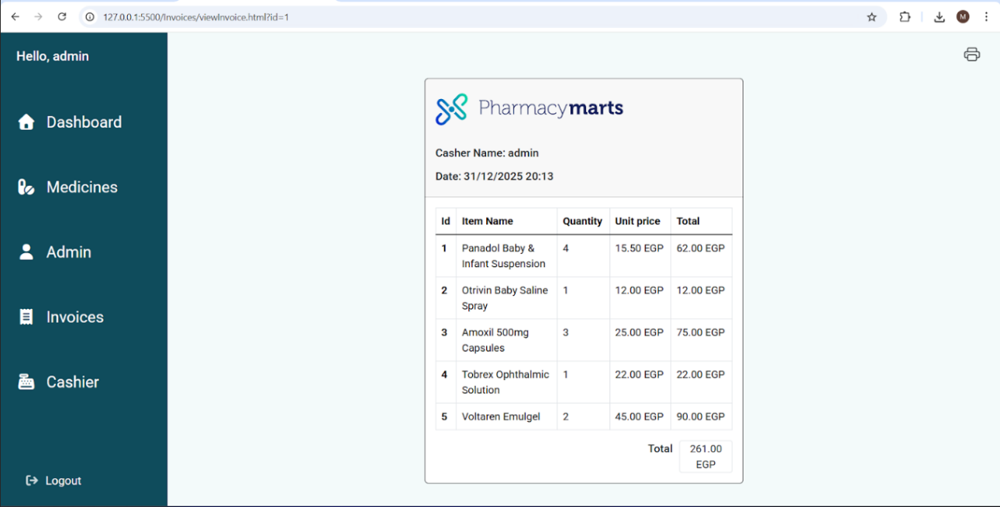 127.0.0.1:5500/Invoices/viewInvoice.html?id=1
M
Hello, admin
Dashboard
Medicines
Admin
Invoices
Cashier
Logout
Pharmacymarts
Casher Name: admin
Date: 31/12/2025 20:13
Id Item Name Quantity Unit price Total
1 Panadol Baby & 4 15.50 EGP 62.00 EGP
Infant Suspension
2 Otrivin Baby Saline 1 12.00 EGP 12.00 EGP
Spray
3 Amoxil 500mg 3 25.00 EGP 75.00 EGP
Capsules
4 Tobrex Ophthalmic 1 22.00 EGP 22.00 EGP
Solution
5 Voltaren Emulgel 2 45.00 EGP 90.00 EGP
Total 261.00
EGP